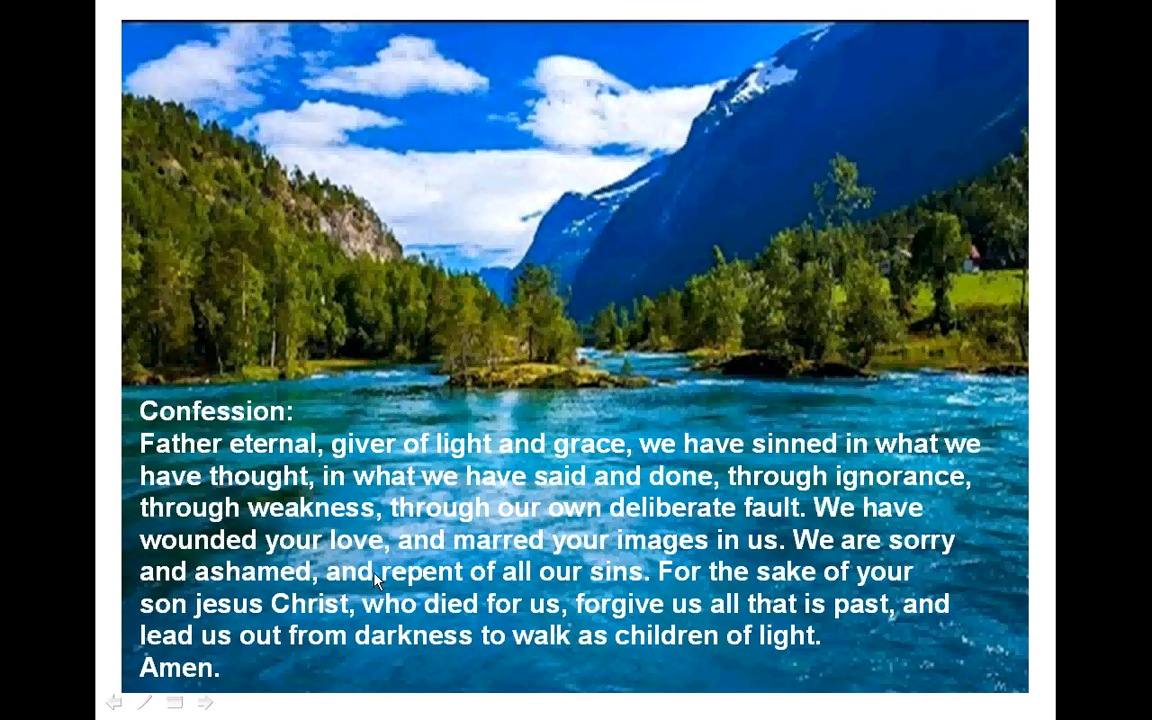 Confession:
Father eternal, giver of light and grace, we have sinned in what we
have thought, in what we have said and done, through ignorance,
through weakness, through our own deliberate fault. We have
wounded your love, and marred your images in us. We are sorry
and ashamed, and repent of all our sins. For the sake of your
son jesus Christ, who died for us, forgive us all that is past, and
lead us out from darkness to walk as children of light.
Amen.